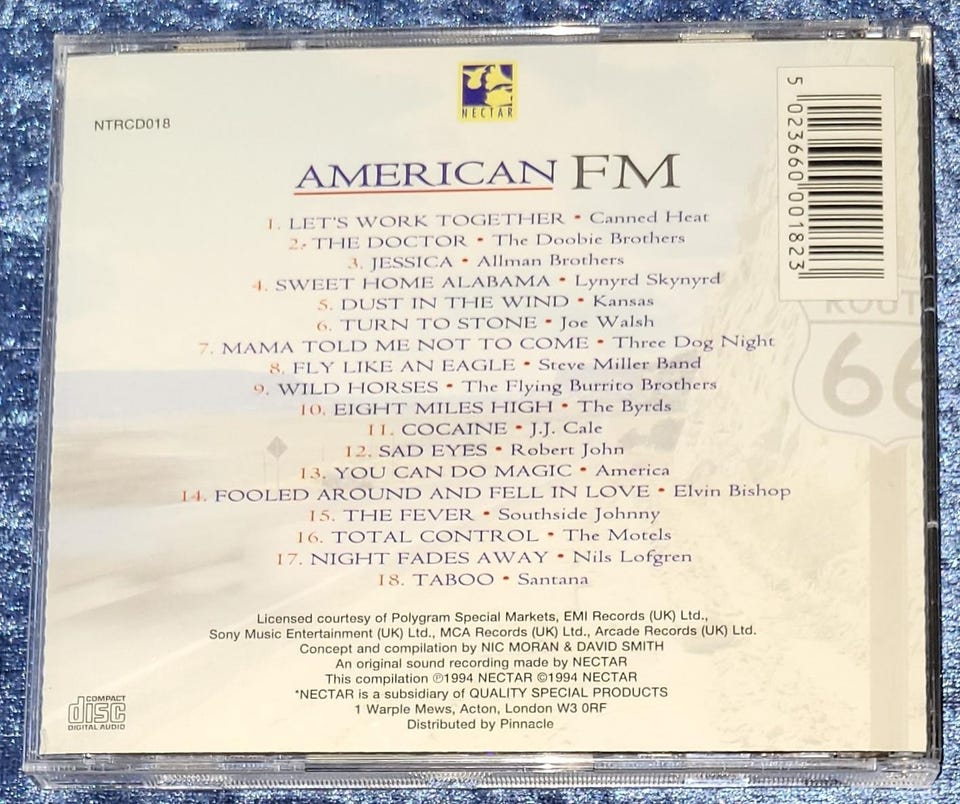 NECTAR
NTRCD018
5 023660 001823
AMERICAN FM
1. LET'S WORK TOGETHER • Canned Heat
2. THE DOCTOR • The Doobie Brothers
3. JESSICA • Allman Brothers
4. SWEET HOME ALABAMA • Lynyrd Skynyrd
5. DUST IN THE WIND • Kansas
6. TURN TO STONE • Joe Walsh
7. MAMA TOLD ME NOT TO COME • Three Dog Night
8. FLY LIKE AN EAGLE • Steve Miller Band
9. WILD HORSES • The Flying Burrito Brothers
10. EIGHT MILES HIGH • The Byrds
11. COCAINE • J.J. Cale
12. SAD EYES • Robert John
13. YOU CAN DO MAGIC • America
14. FOOLED AROUND AND FELL IN LOVE • Elvin Bishop
15. THE FEVER • Southside Johnny
16. TOTAL CONTROL • The Motels
17. NIGHT FADES AWAY • Nils Lofgren
18. TABOO • Santana
ROUT
66
Licensed courtesy of Polygram Special Markets, EMI Records (UK) Ltd.,
Sony Music Entertainment (UK) Ltd., MCA Records (UK) Ltd., Arcade Records (UK) Ltd.
Concept and compilation by NIC MORAN & DAVID SMITH
An original sound recording made by NECTAR
This compilation ℗1994 NECTAR ©1994 NECTAR
*NECTAR is a subsidiary of QUALITY SPECIAL PRODUCTS
1 Warple Mews, Acton, London W3 0RF
Distributed by Pinnacle
COMPACT
disc
DIGITAL AUDIO